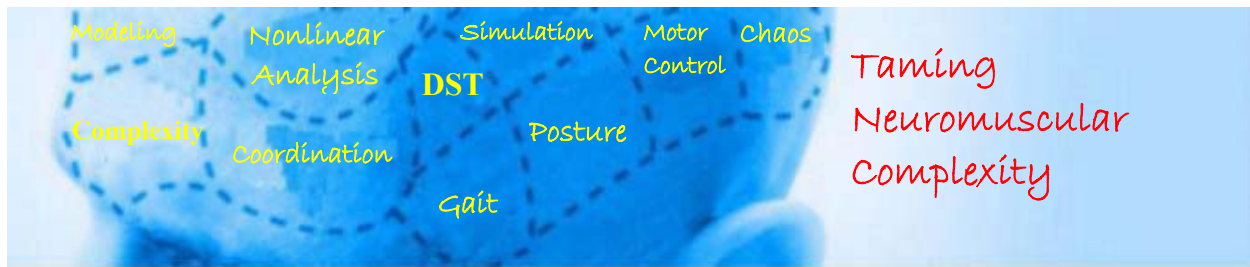 Modeling
Nonlinear
Analysis
Simulation
Motor
Control
Chaos
DST
Complexity
Coordination
Posture
Gait
Taming
Neuromuscular
Complexity